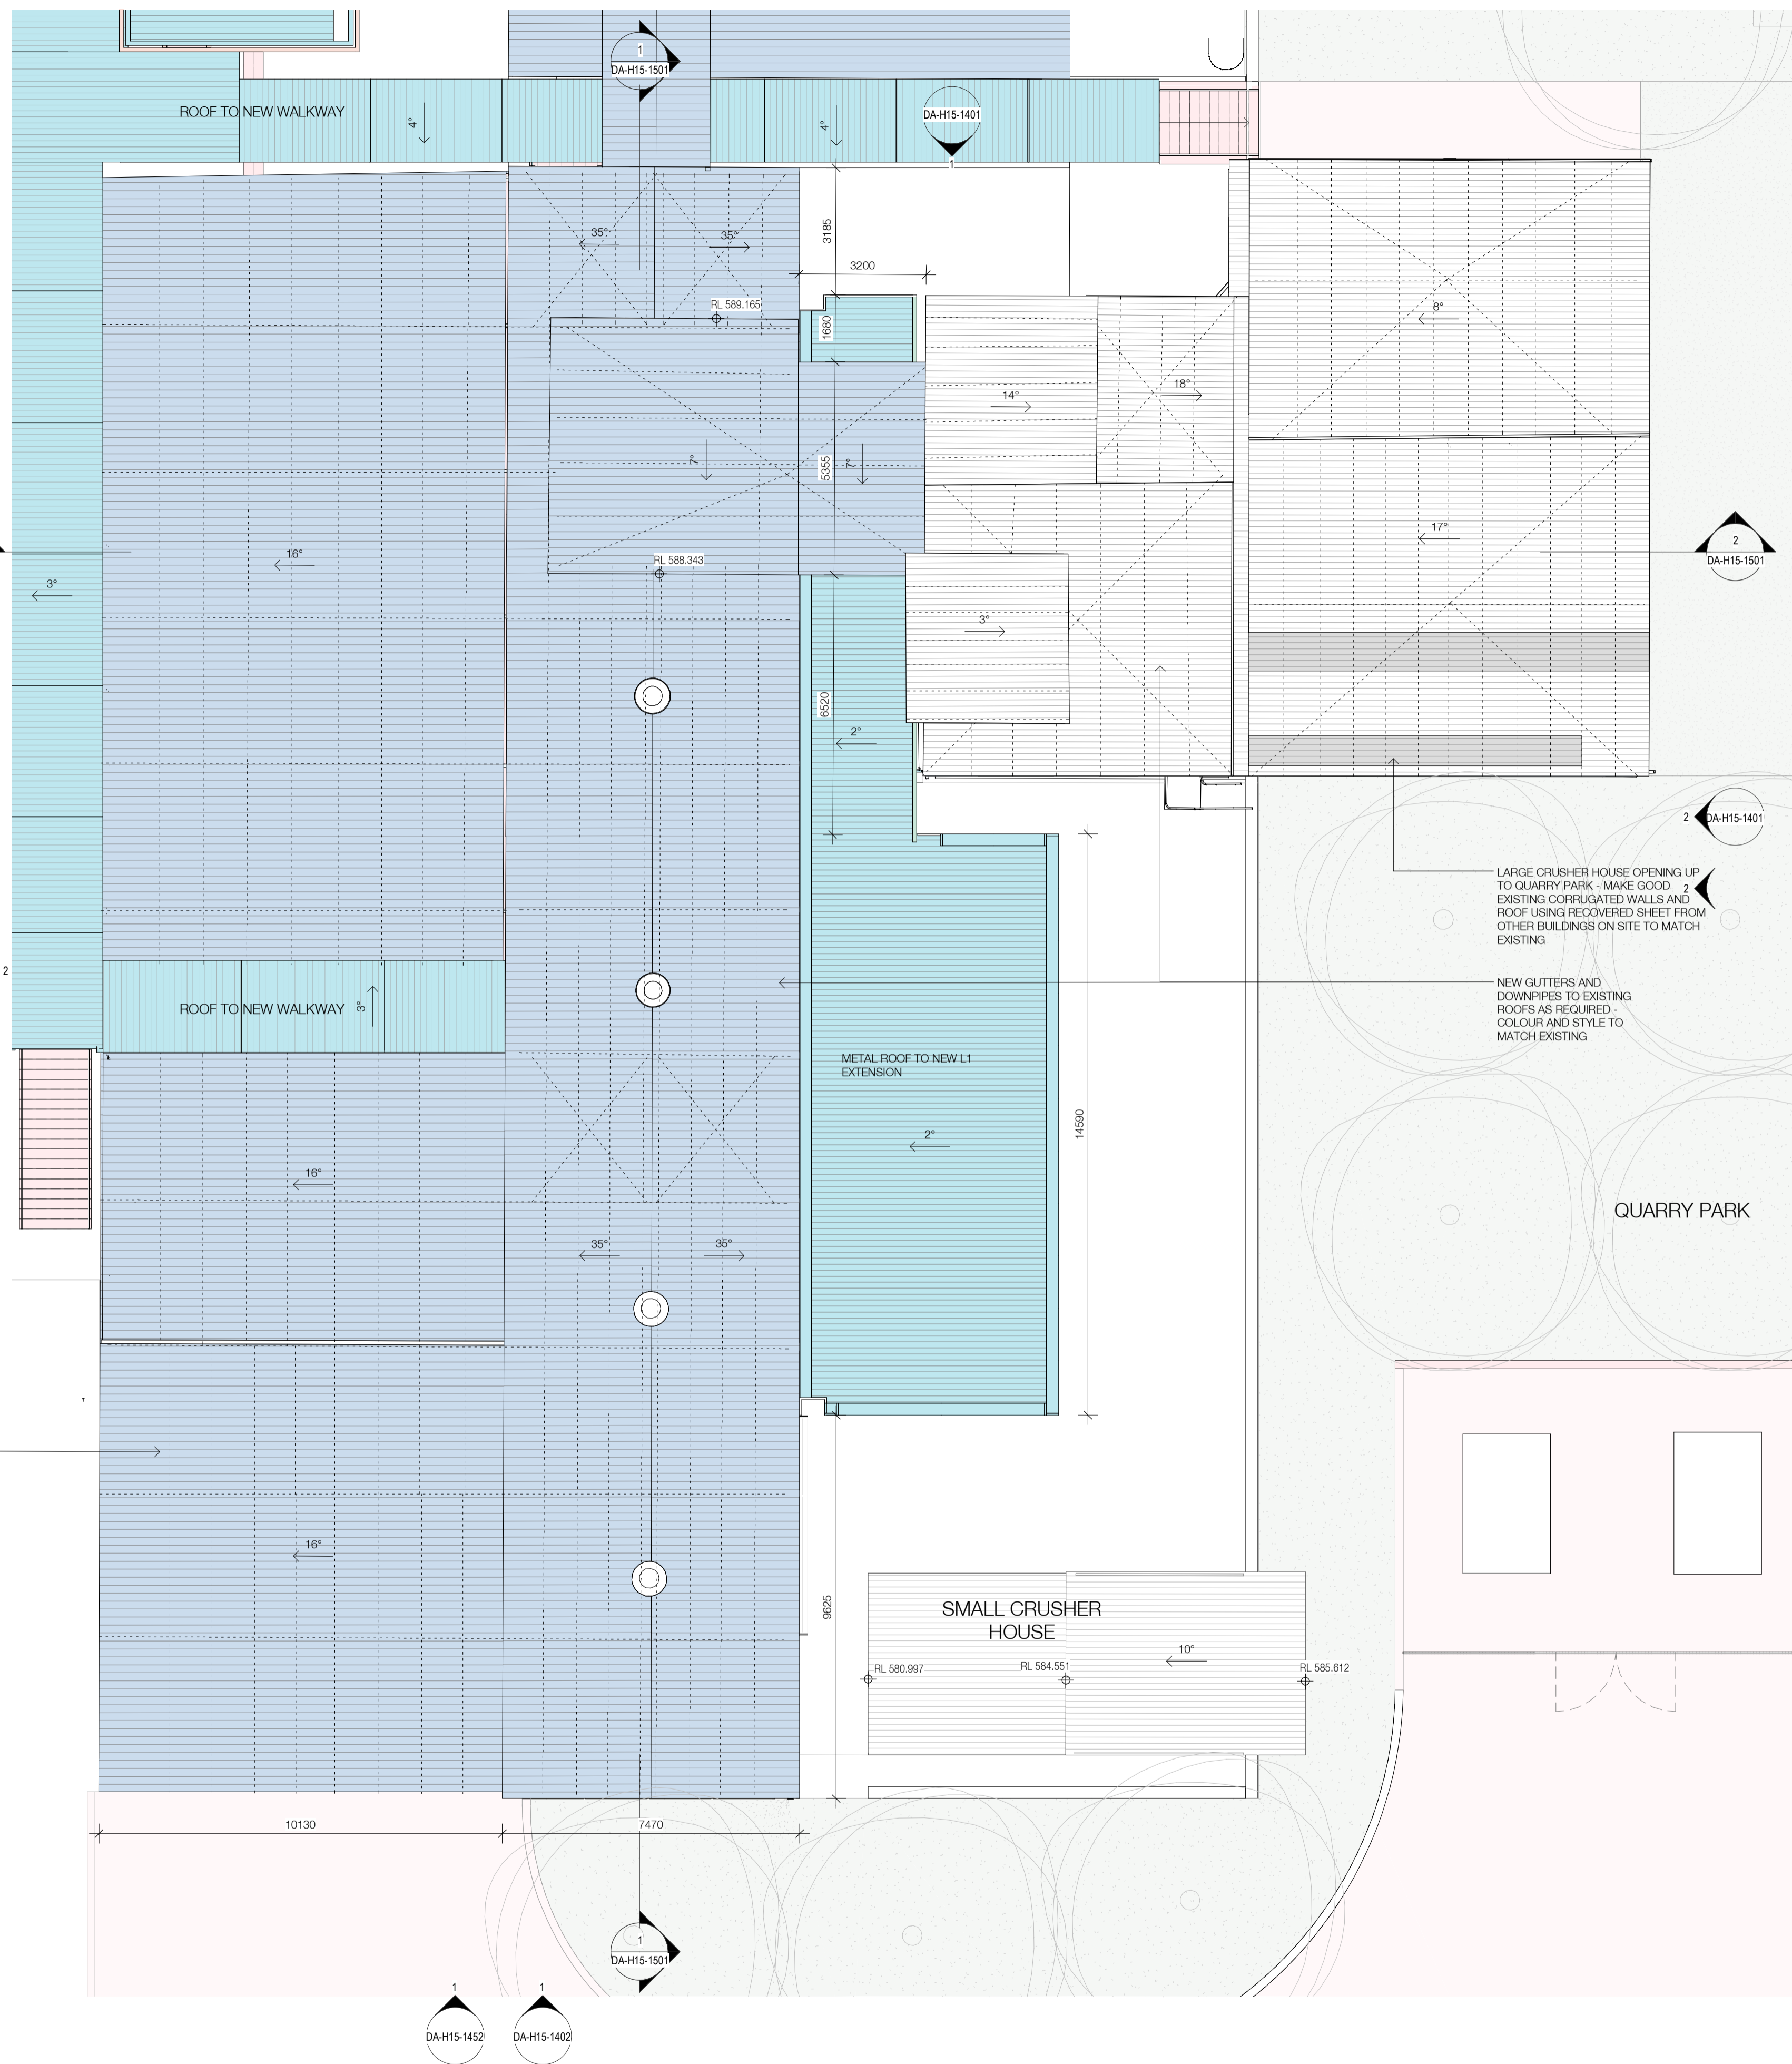 1
DA-H15-1501
ROOF TO NEW WALKWAY
4°
4°
DA-H15-1401
1
3185
35°
35°
3200
RL 589.165
8°
1680
14°
18°
7°
5355
7°
17°
2
DA-H15-1501
16°
RL 588.343
3°
3°
6520
2°
2
DA-H15-1401
LARGE CRUSHER HOUSE OPENING UP
TO QUARRY PARK - MAKE GOOD
EXISTING CORRUGATED WALLS AND
ROOF USING RECOVERED SHEET FROM
OTHER BUILDINGS ON SITE TO MATCH
EXISTING
2
2
ROOF TO NEW WALKWAY
3°
NEW GUTTERS AND
DOWNPIPES TO EXISTING
ROOFS AS REQUIRED -
COLOUR AND STYLE TO
MATCH EXISTING
METAL ROOF TO NEW L1
EXTENSION
14590
2°
16°
QUARRY PARK
35°
35°
16°
9625
SMALL CRUSHER
HOUSE
10°
RL 580.997
RL 584.551
RL 585.612
10130
7470
1
DA-H15-1501
1
DA-H15-1452
1
DA-H15-1402